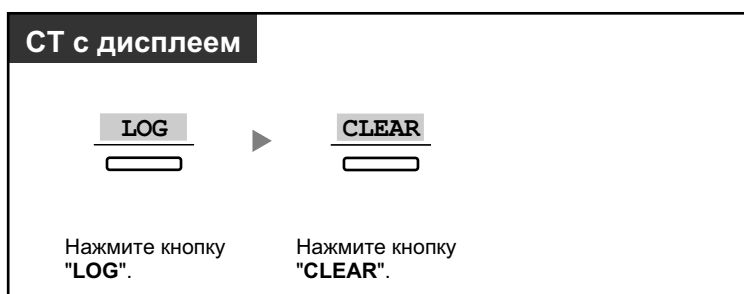 СТ с дисплеем
LOG
CLEAR
Нажмите кнопку
"LOG".
Нажмите кнопку
"CLEAR".